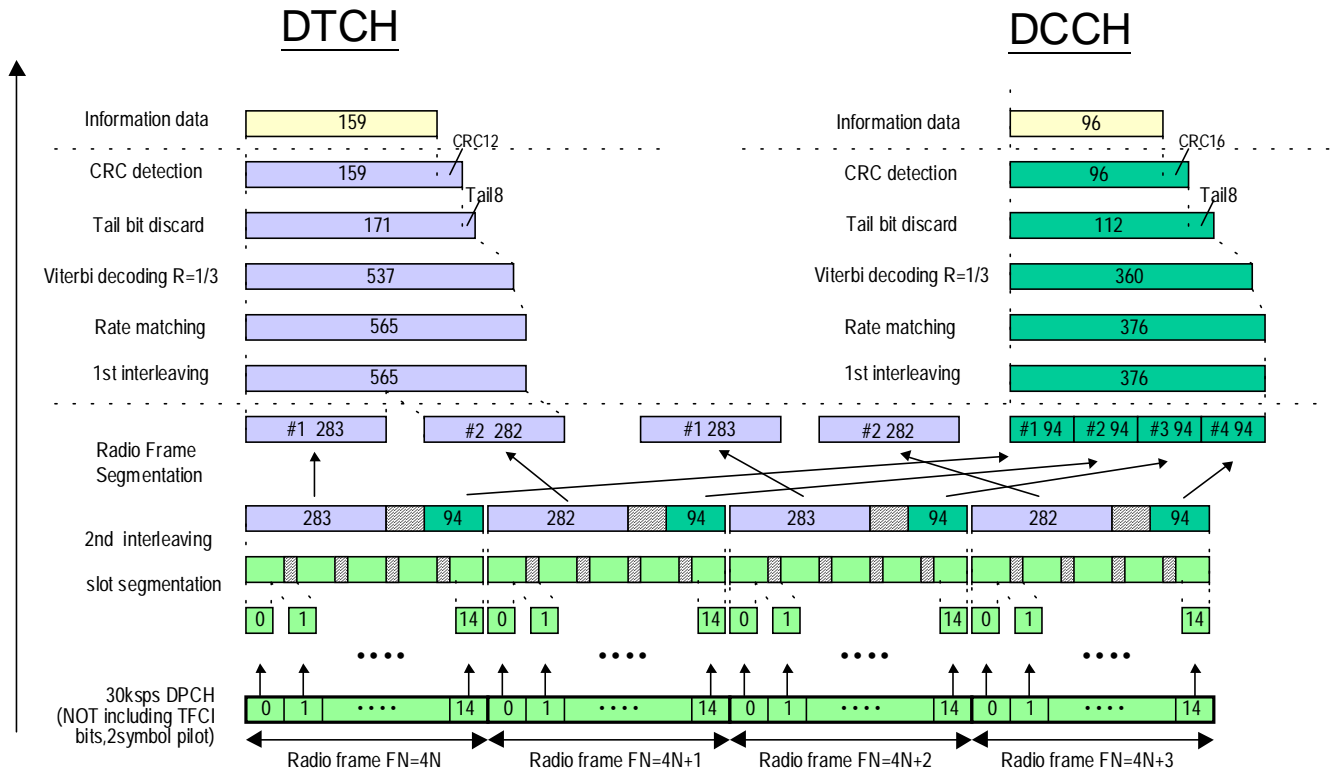 DTCH DCCH
Information data 159 Information data 96
CRC12 CRC16
CRC detection 159 CRC detection 96
Tail8 Tail8
Tail bit discard 171 Tail bit discard 112
Viterbi decoding R=1/3 537 Viterbi decoding R=1/3 360
Rate matching 565 Rate matching 376
1st interleaving 565 1st interleaving 376
#1 283 #2 282 #1 283 #2 282 #1 94 #2 94 #3 94 #4 94
Radio Frame
Segmentation
283 94 282 94 283 94 282 94
2nd interleaving
slot segmentation
0 1 14 0 1 14 0 1 14 0 1 14
• • • • • • • • • • • • • • • •
30ksps DPCH
(NOT including TFCI
bits,2symbol pilot)
0 1 • • • • 14 0 1 • • • • 14 0 1 • • • • 14 0 1 • • • • 14
Radio frame FN=4N Radio frame FN=4N+1 Radio frame FN=4N+2 Radio frame FN=4N+3